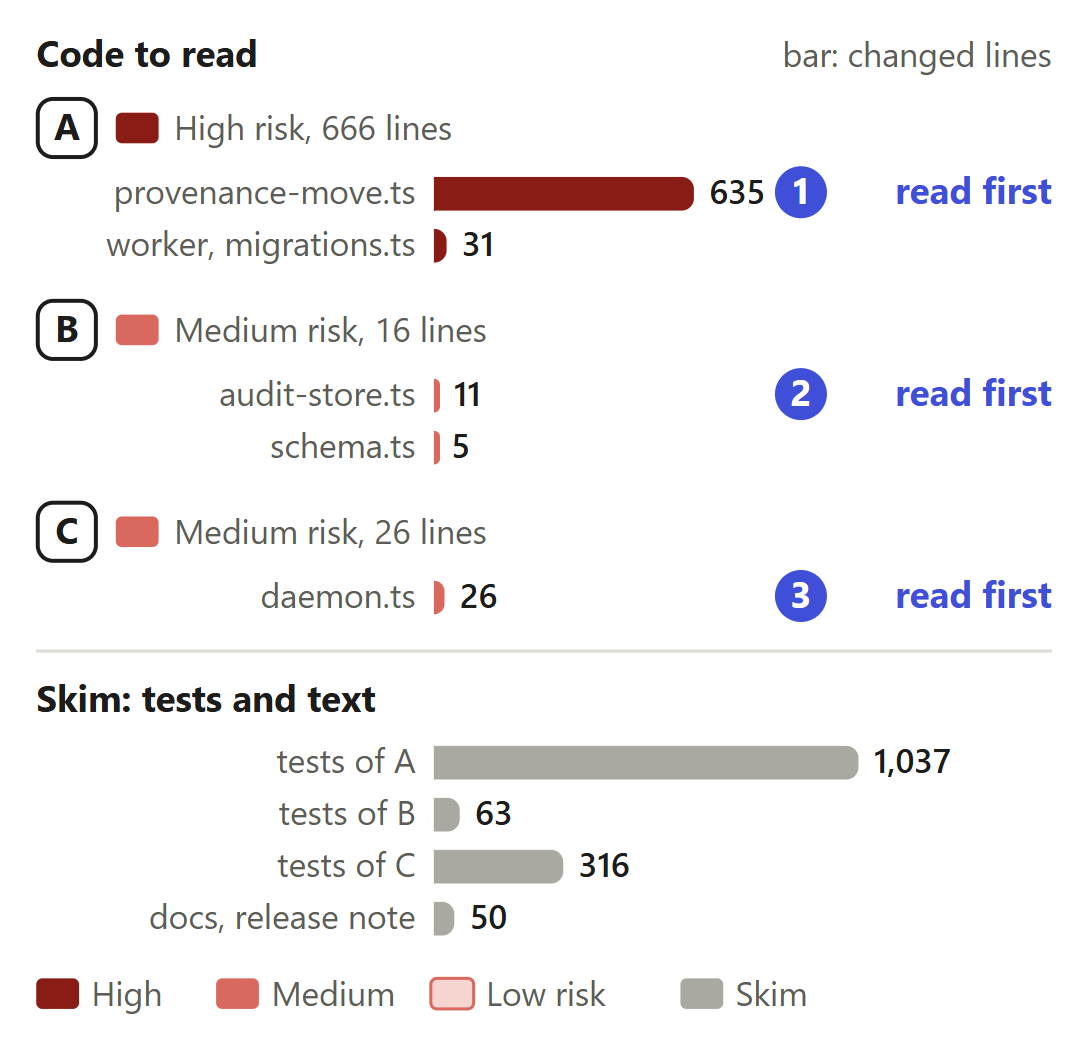 Code to read bar: changed lines
A High risk, 666 lines
provenance-move.ts 635 1 read first
worker, migrations.ts 31
B Medium risk, 16 lines
audit-store.ts 11 2 read first
schema.ts 5
C Medium risk, 26 lines
daemon.ts 26 3 read first
Skim: tests and text
tests of A 1,037
tests of B 63
tests of C 316
docs, release note 50
High Medium Low risk Skim